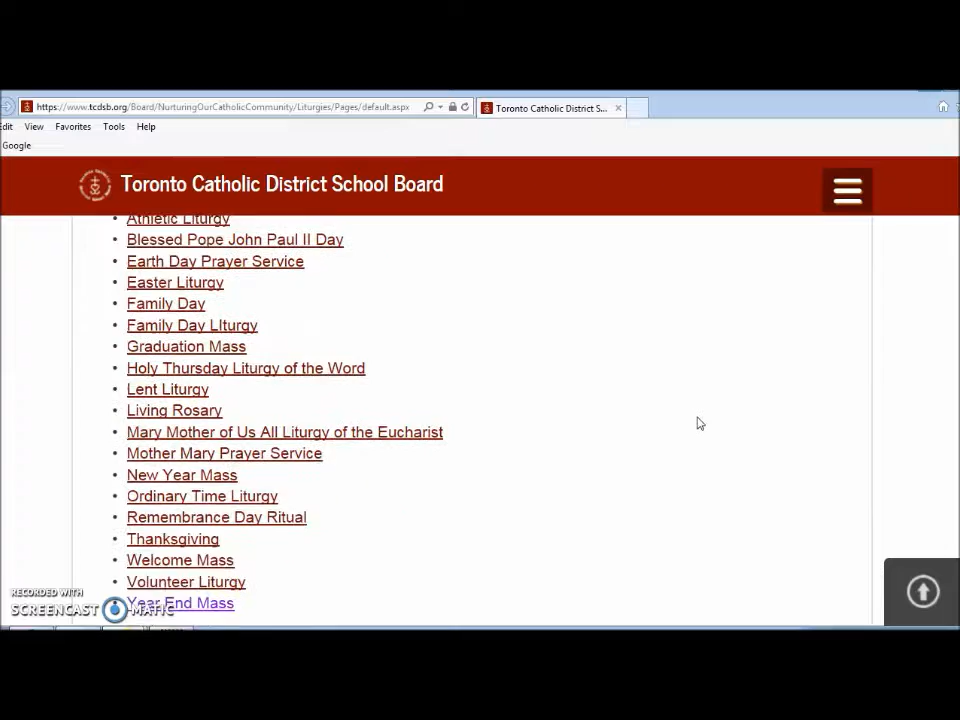 https://www.tcdsb.org/Board/NurturingOurCatholicCommunity/Liturgies/Pages/default.aspx
Toronto Catholic District S...
Edit View Favorites Tools Help
Google
Toronto Catholic District School Board
Athletic Liturgy
Blessed Pope John Paul II Day
Earth Day Prayer Service
Easter Liturgy
Family Day
Family Day LIturgy
Graduation Mass
Holy Thursday Liturgy of the Word
Lent Liturgy
Living Rosary
Mary Mother of Us All Liturgy of the Eucharist
Mother Mary Prayer Service
New Year Mass
Ordinary Time Liturgy
Remembrance Day Ritual
Thanksgiving
Welcome Mass
Volunteer Liturgy
Year End Mass
RECORDED WITH
SCREENCAST MATIC